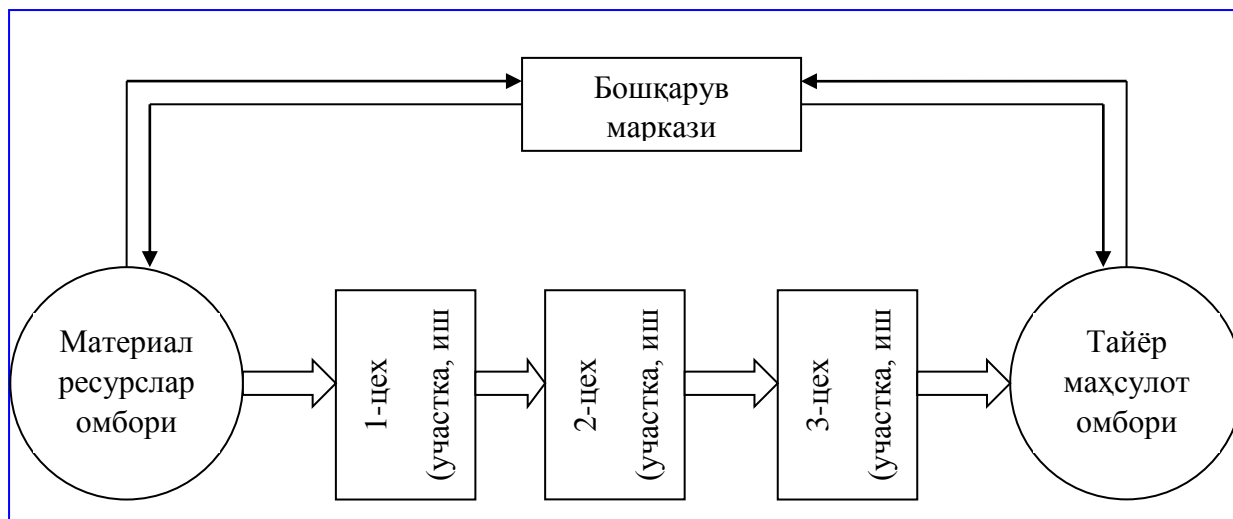 Бошқарув
маркази
Материал
ресурслар
омбори
1-цех
(участка, иш
2-цех
(участка, иш
3-цех
(участка, иш
Тайёр
маҳсулот
омбори